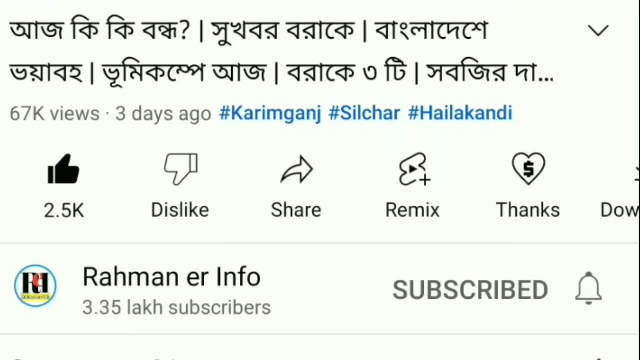 আজ কি কি বন্ধ? | সুখবর বরাকে | বাংলাদেশে
ভয়াবহ | ভূমিকম্পে আজ | বরাকে ৩ টি | সবজির দা...
67K views · 3 days ago #Karimganj #Silchar #Hailakandi
2.5K Dislike Share Remix Thanks Dow
Rahman er Info
3.35 lakh subscribers
SUBSCRIBED